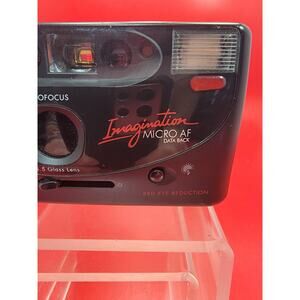 OFOCUS
Imagination
MICRO AF
DATA BACK
.5 Glass Lens
RED EYE REDUCTION